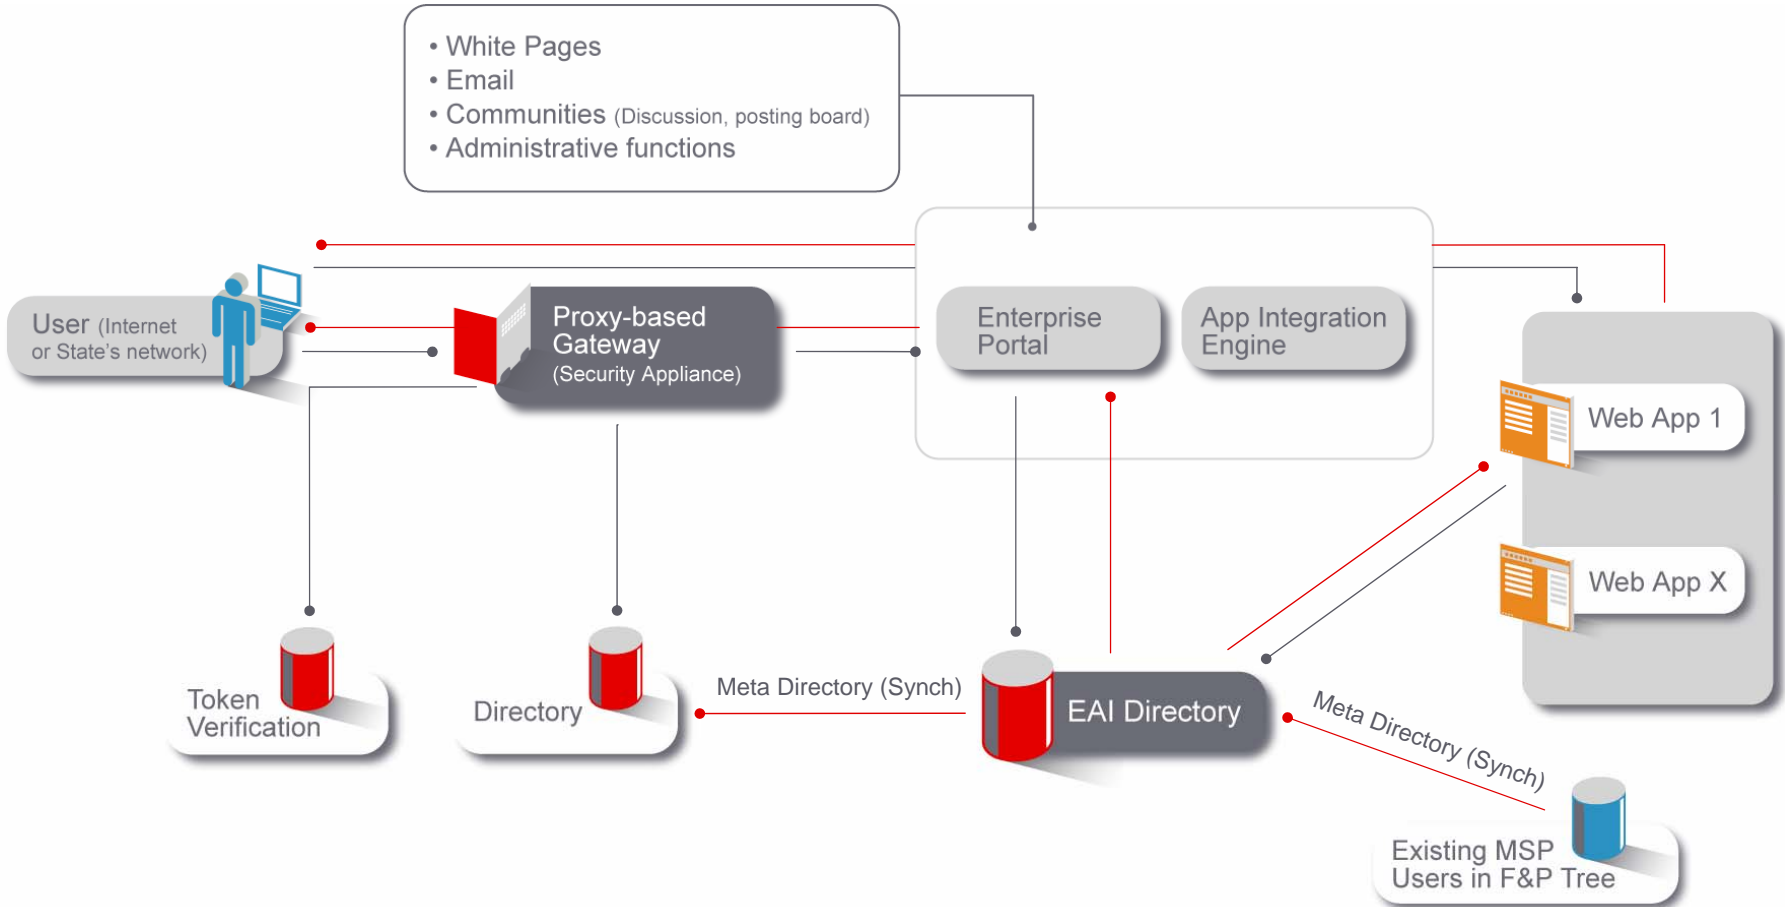 • White Pages
• Email
• Communities (Discussion, posting board)
• Administrative functions
User (Internet
or State's network)
Proxy-based
Gateway
(Security Appliance)
Enterprise
Portal
App Integration
Engine
Web App 1
Web App X
Token
Verification
Directory
Meta Directory (Synch)
EAI Directory
Meta Directory (Synch)
Existing MSP
Users in F&P Tree